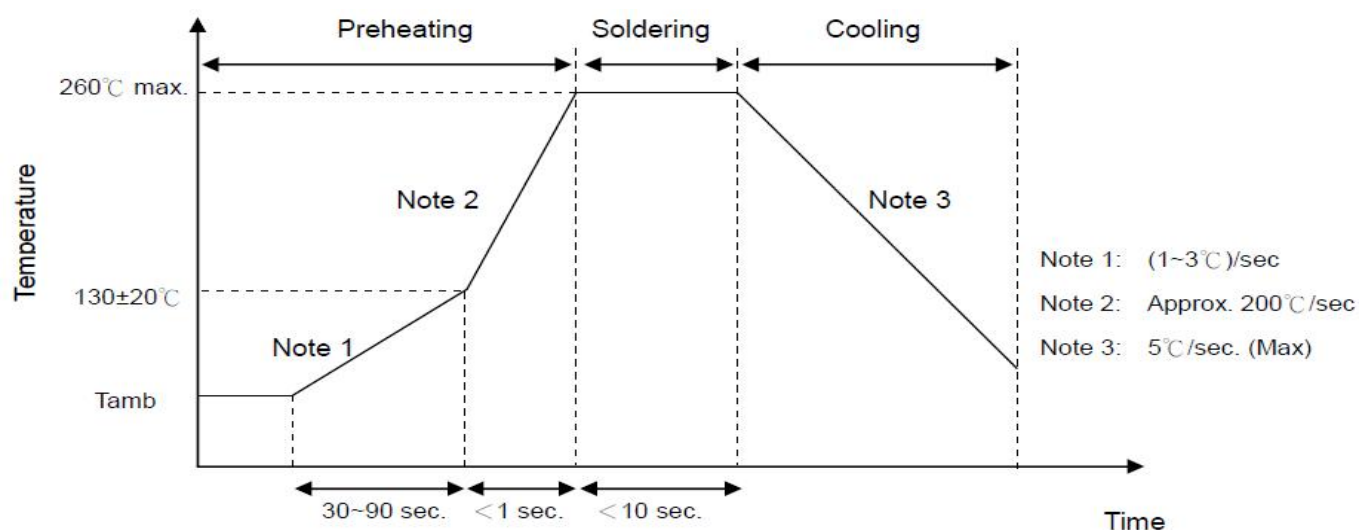 Preheating
Soldering
Cooling
260℃ max.
Temperature
Note 2
Note 3
130±20℃
Note 1
Tamb
Note 1: (1~3℃)/sec
Note 2: Approx. 200℃/sec
Note 3: 5℃/sec. (Max)
30~90 sec.
<1 sec.
<10 sec.
Time